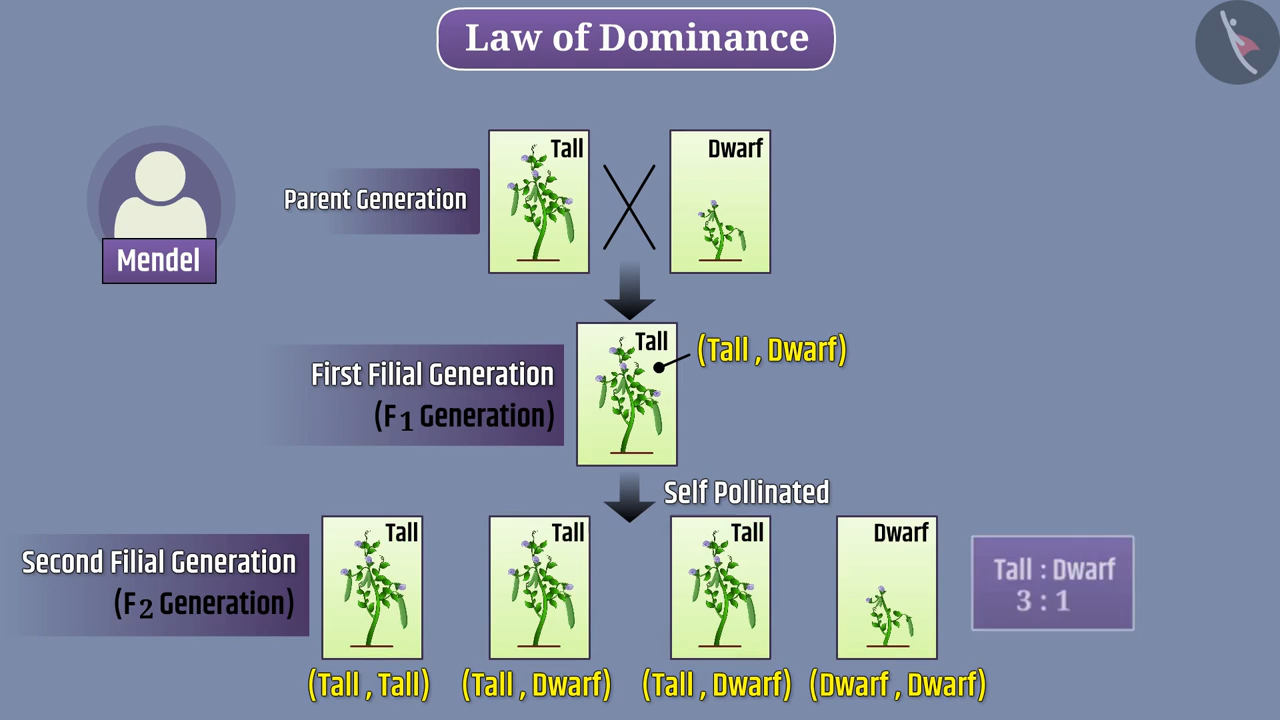 Law of Dominance
Tall
Dwarf
Parent Generation
Mendel
Tall
(Tall , Dwarf)
First Filial Generation
(F1 Generation)
Self Pollinated
Tall
Tall
Tall
Dwarf
Second Filial Generation
(F2 Generation)
Tall : Dwarf
3 : 1
(Tall , Tall)
(Tall , Dwarf)
(Tall , Dwarf)
(Dwarf , Dwarf)